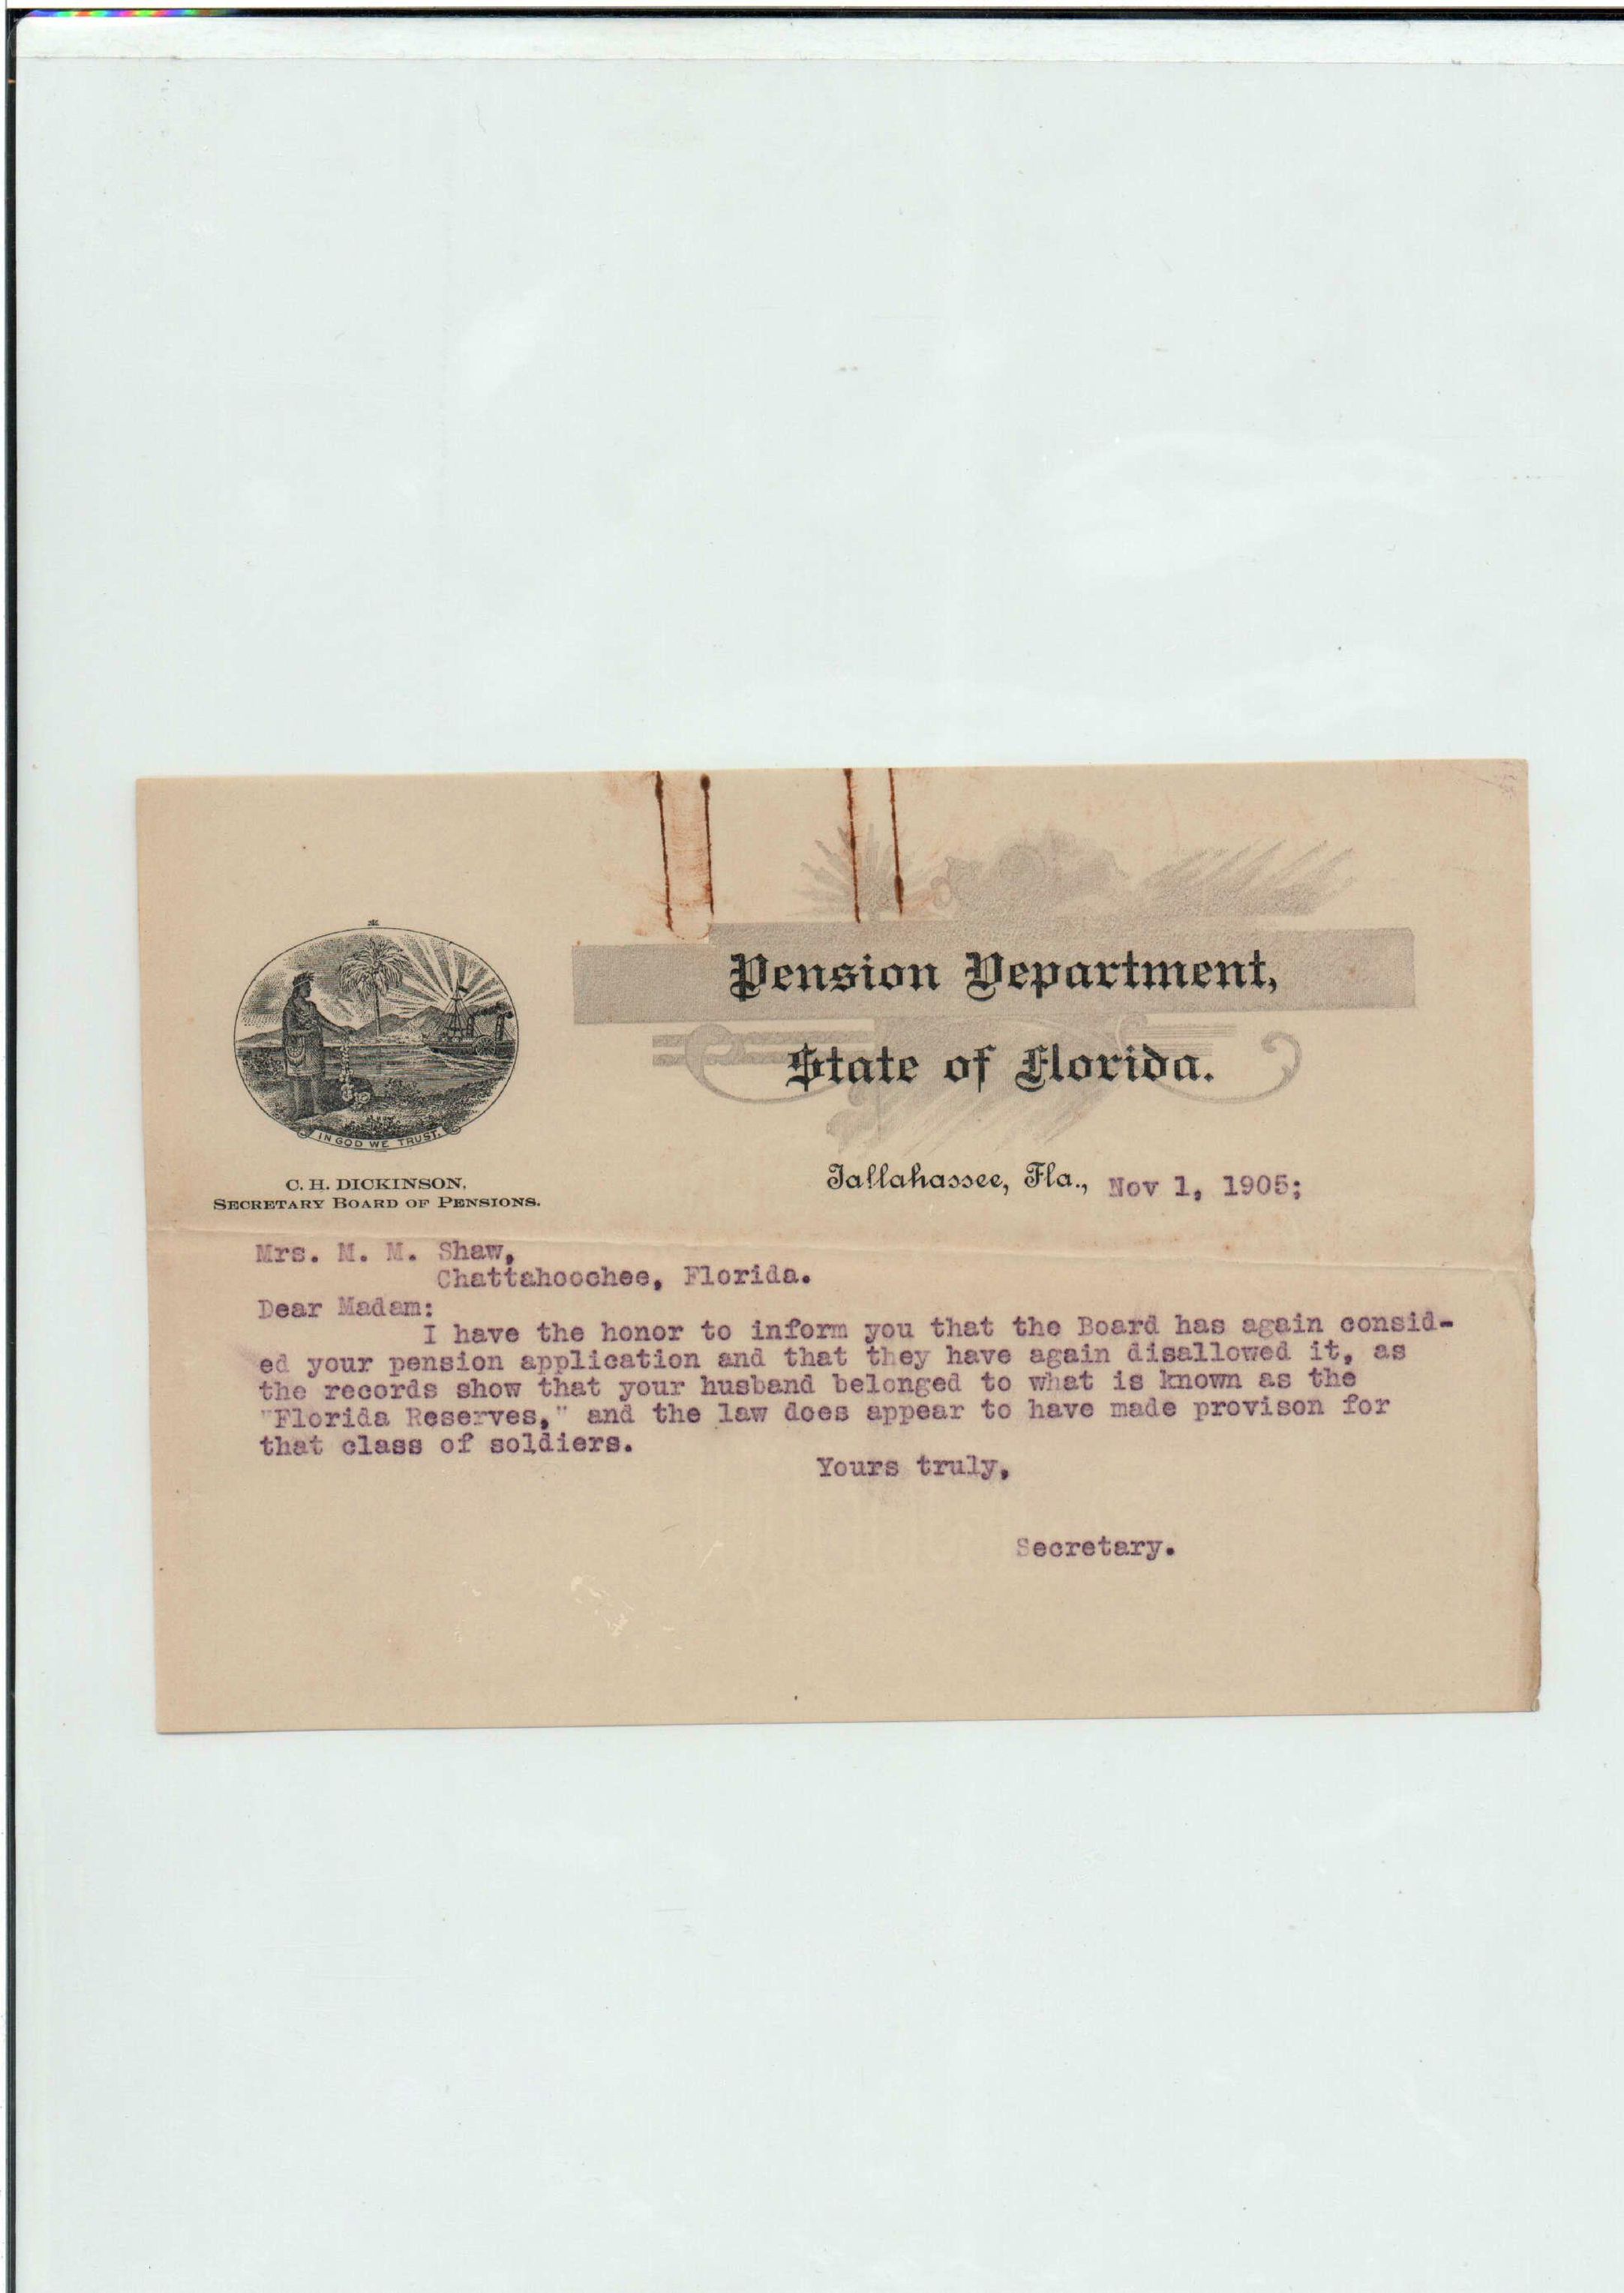 Pension Department,
State of Florida.
IN GOD WE TRUST.
C. H. DICKINSON,
SECRETARY BOARD OF PENSIONS.
Tallahassee, Fla., Nov 1, 1905;
Mrs. M. M. Shaw,
Chattahoochee, Florida.
Dear Madam:
I have the honor to inform you that the Board has again consid-
ed your pension application and that they have again disallowed it, as
the records show that your husband belonged to what is known as the
"Florida Reserves," and the law does appear to have made provison for
that class of soldiers.
Yours truly,
Secretary.